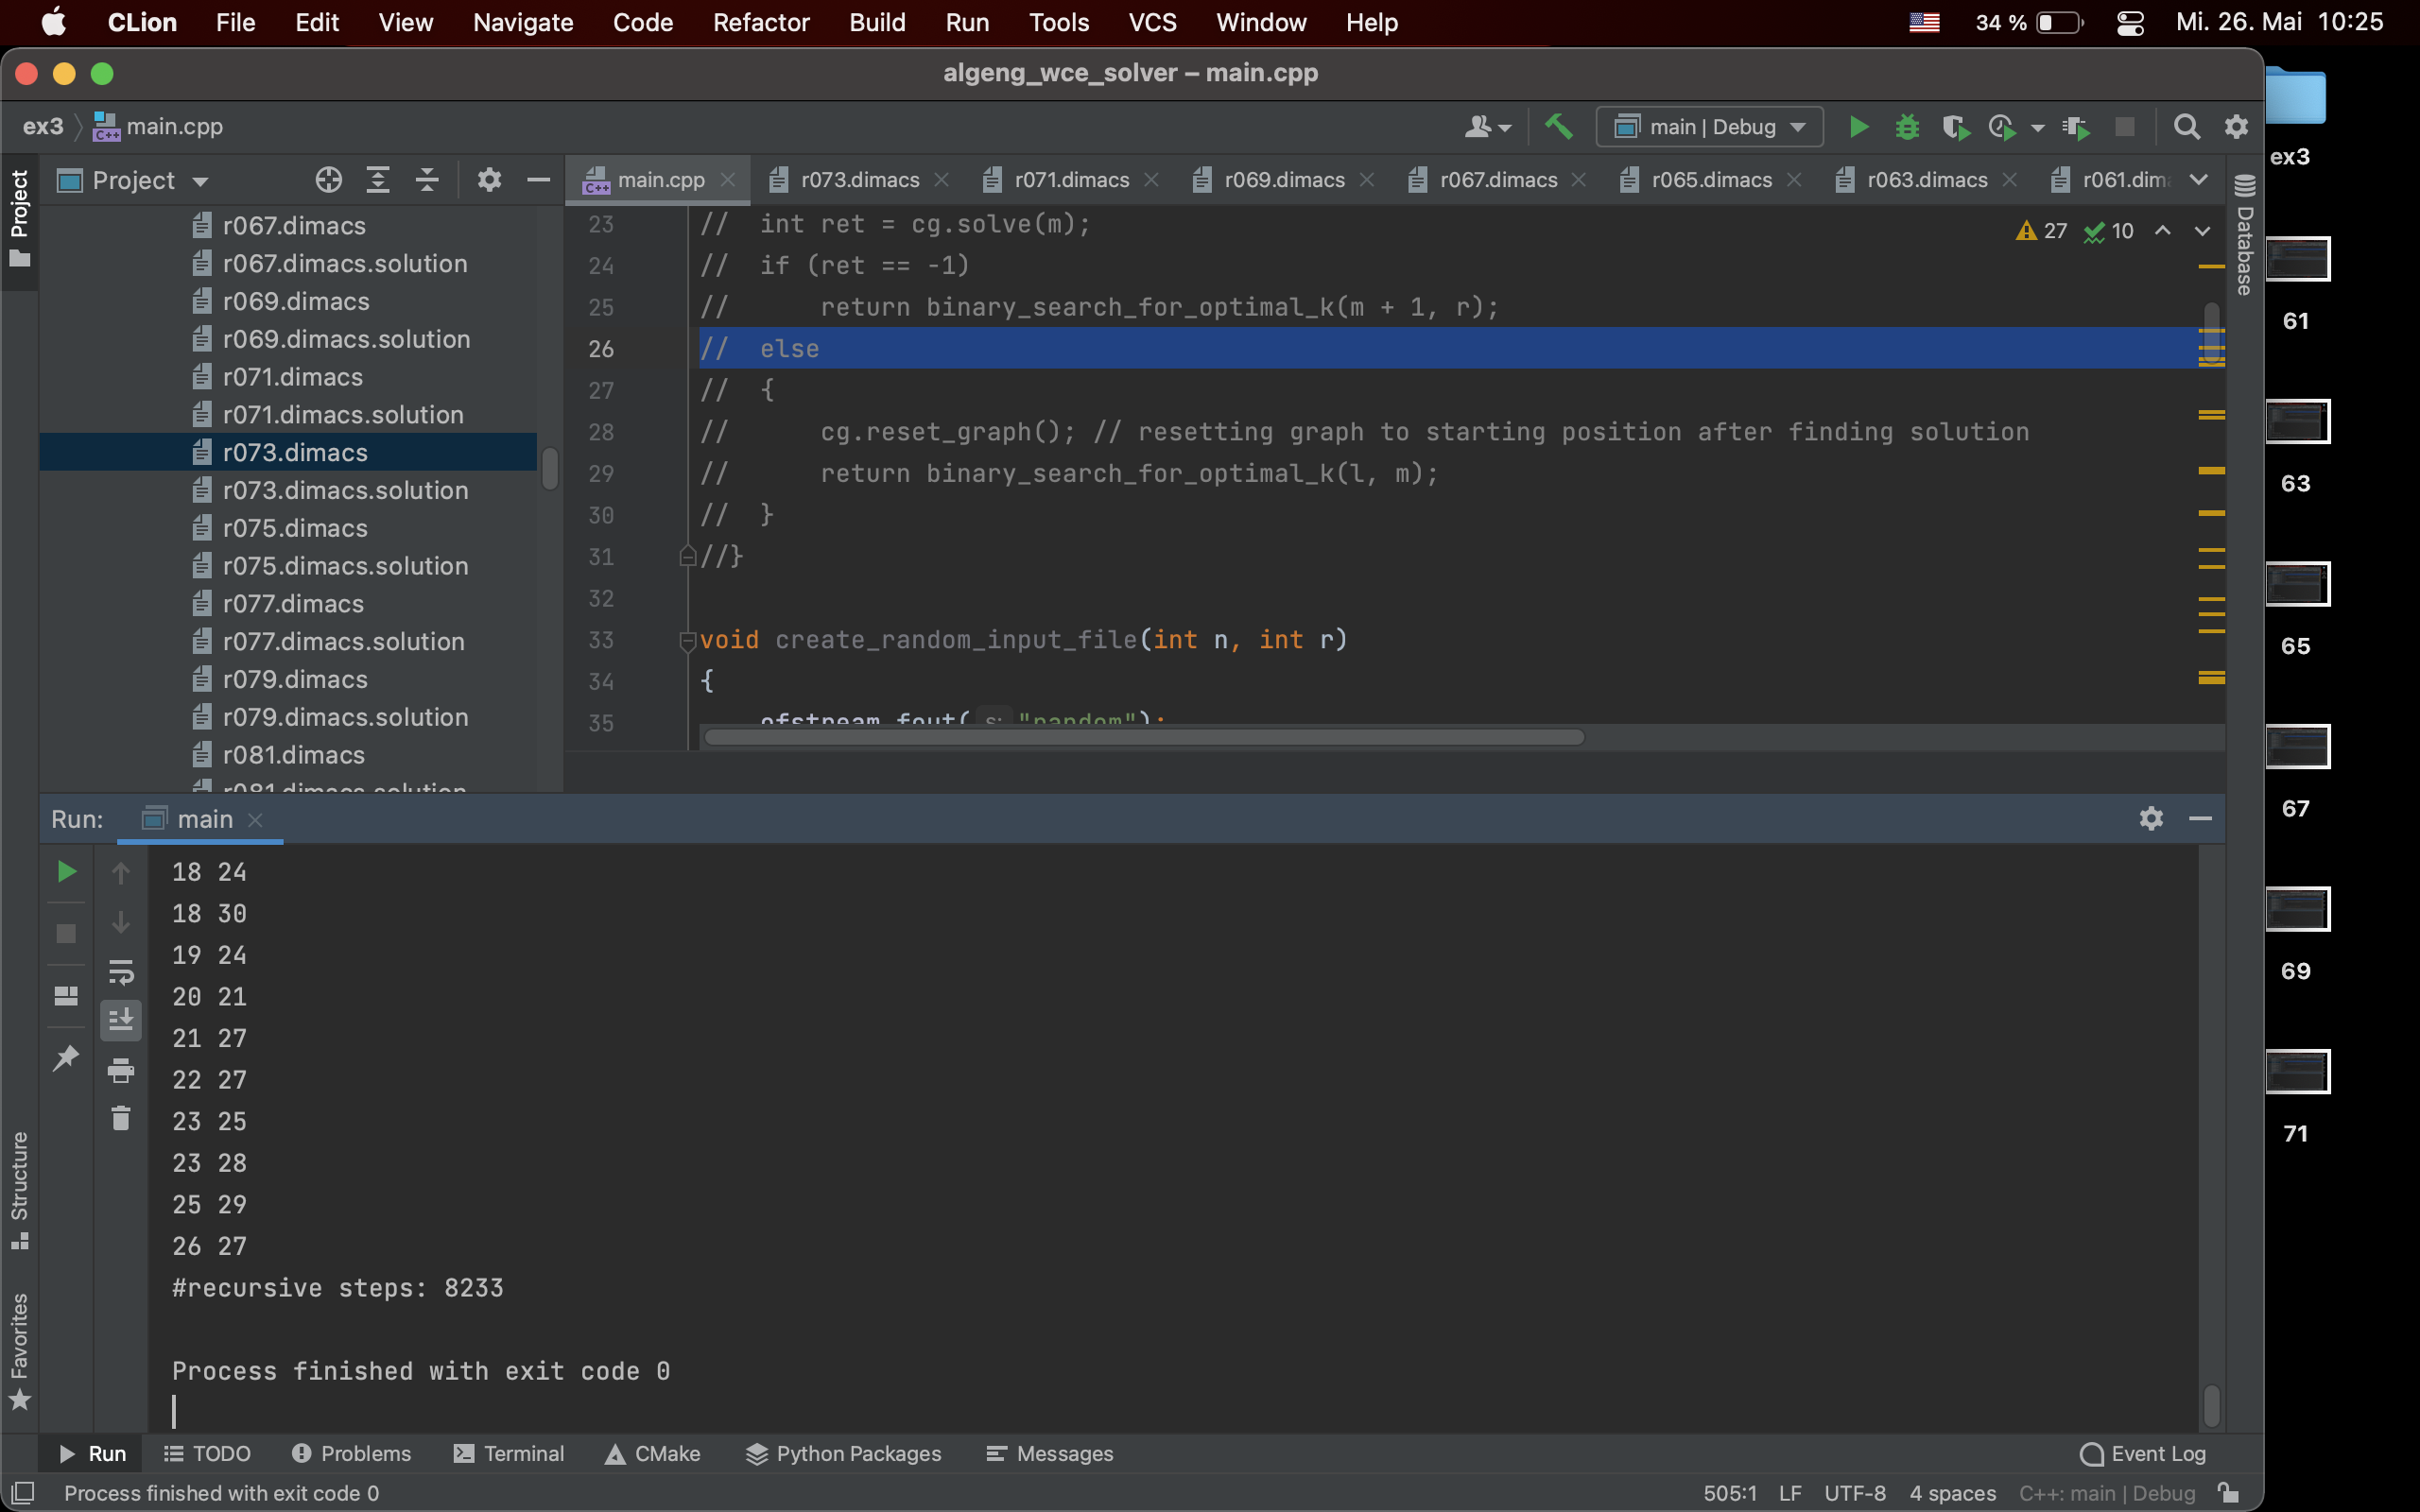 CLion File Edit View Navigate Code Refactor Build Run Tools VCS Window Help 34 % Mi. 26. Mai 10:25
algeng_wce_solver – main.cpp
ex3 main.cpp main | Debug
Project
Project
main.cpp r073.dimacs r071.dimacs r069.dimacs r067.dimacs r065.dimacs r063.dimacs r061.dim
Database
r067.dimacs
r067.dimacs.solution
r069.dimacs
r069.dimacs.solution
r071.dimacs
r071.dimacs.solution
r073.dimacs
r073.dimacs.solution
r075.dimacs
r075.dimacs.solution
r077.dimacs
r077.dimacs.solution
r079.dimacs
r079.dimacs.solution
r081.dimacs
r081.dimacs.solution
27 10
23 //  int ret = cg.solve(m);
24 //  if (ret == -1)
25 //      return binary_search_for_optimal_k(m + 1, r);
26 //  else
27 //  {
28 //      cg.reset_graph(); // resetting graph to starting position after finding solution
29 //      return binary_search_for_optimal_k(l, m);
30 //  }
31 //}
32
33 void create_random_input_file(int n, int r)
34 {
35     ofstream fout( s: "random");
Run: main
18 24
18 30
19 24
20 21
21 27
22 27
23 25
23 28
25 29
26 27
#recursive steps: 8233
Process finished with exit code 0
Structure
Favorites
Run TODO Problems Terminal CMake Python Packages Messages Event Log
Process finished with exit code 0 505:1 LF UTF-8 4 spaces C++: main | Debug
ex3
61
63
65
67
69
71